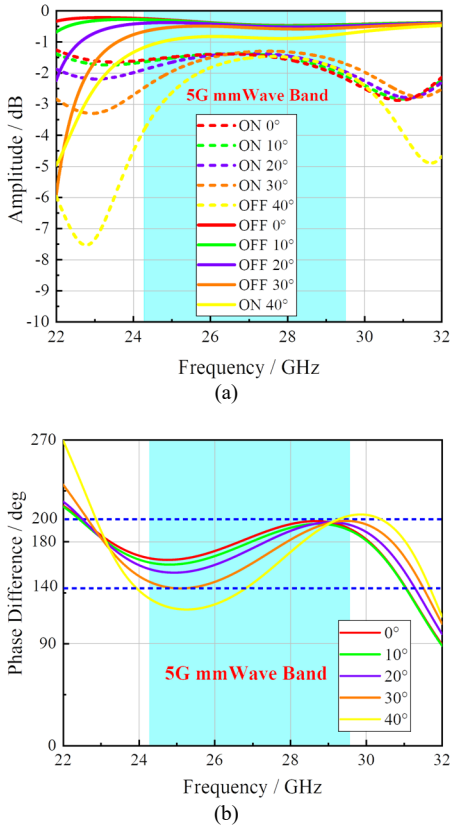 0
-1
-2
-3
-4
-5
-6
-7
-8
-9
-10
Amplitude / dB
5G mmWave Band
ON 0°
ON 10°
ON 20°
ON 30°
OFF 40°
OFF 0°
OFF 10°
OFF 20°
OFF 30°
ON 40°
22 24 26 28 30 32
Frequency / GHz
(a)
270
200
180
140
90
0
Phase Difference / deg
5G mmWave Band
0°
10°
20°
30°
40°
22 24 26 28 30 32
Frequency / GHz
(b)